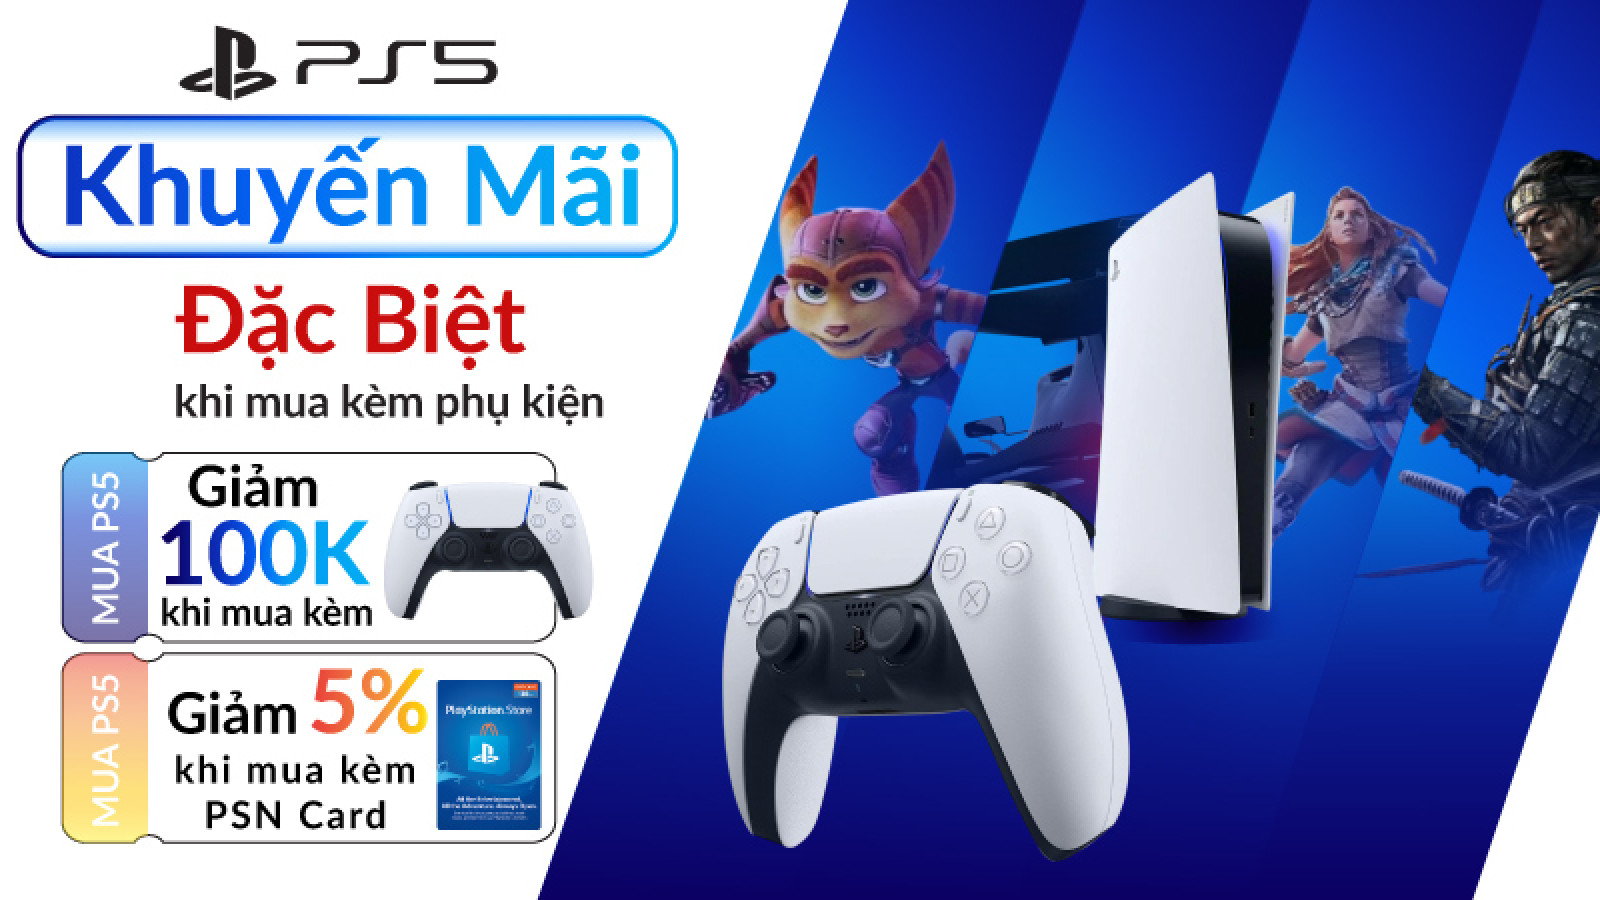 PS5
Khuyến Mãi
Đặc Biệt
khi mua kèm phụ kiện
MUA PS5
Giảm
100K
khi mua kèm
MUA PS5
Giảm 5%
khi mua kèm
PSN Card
PlayStation Store